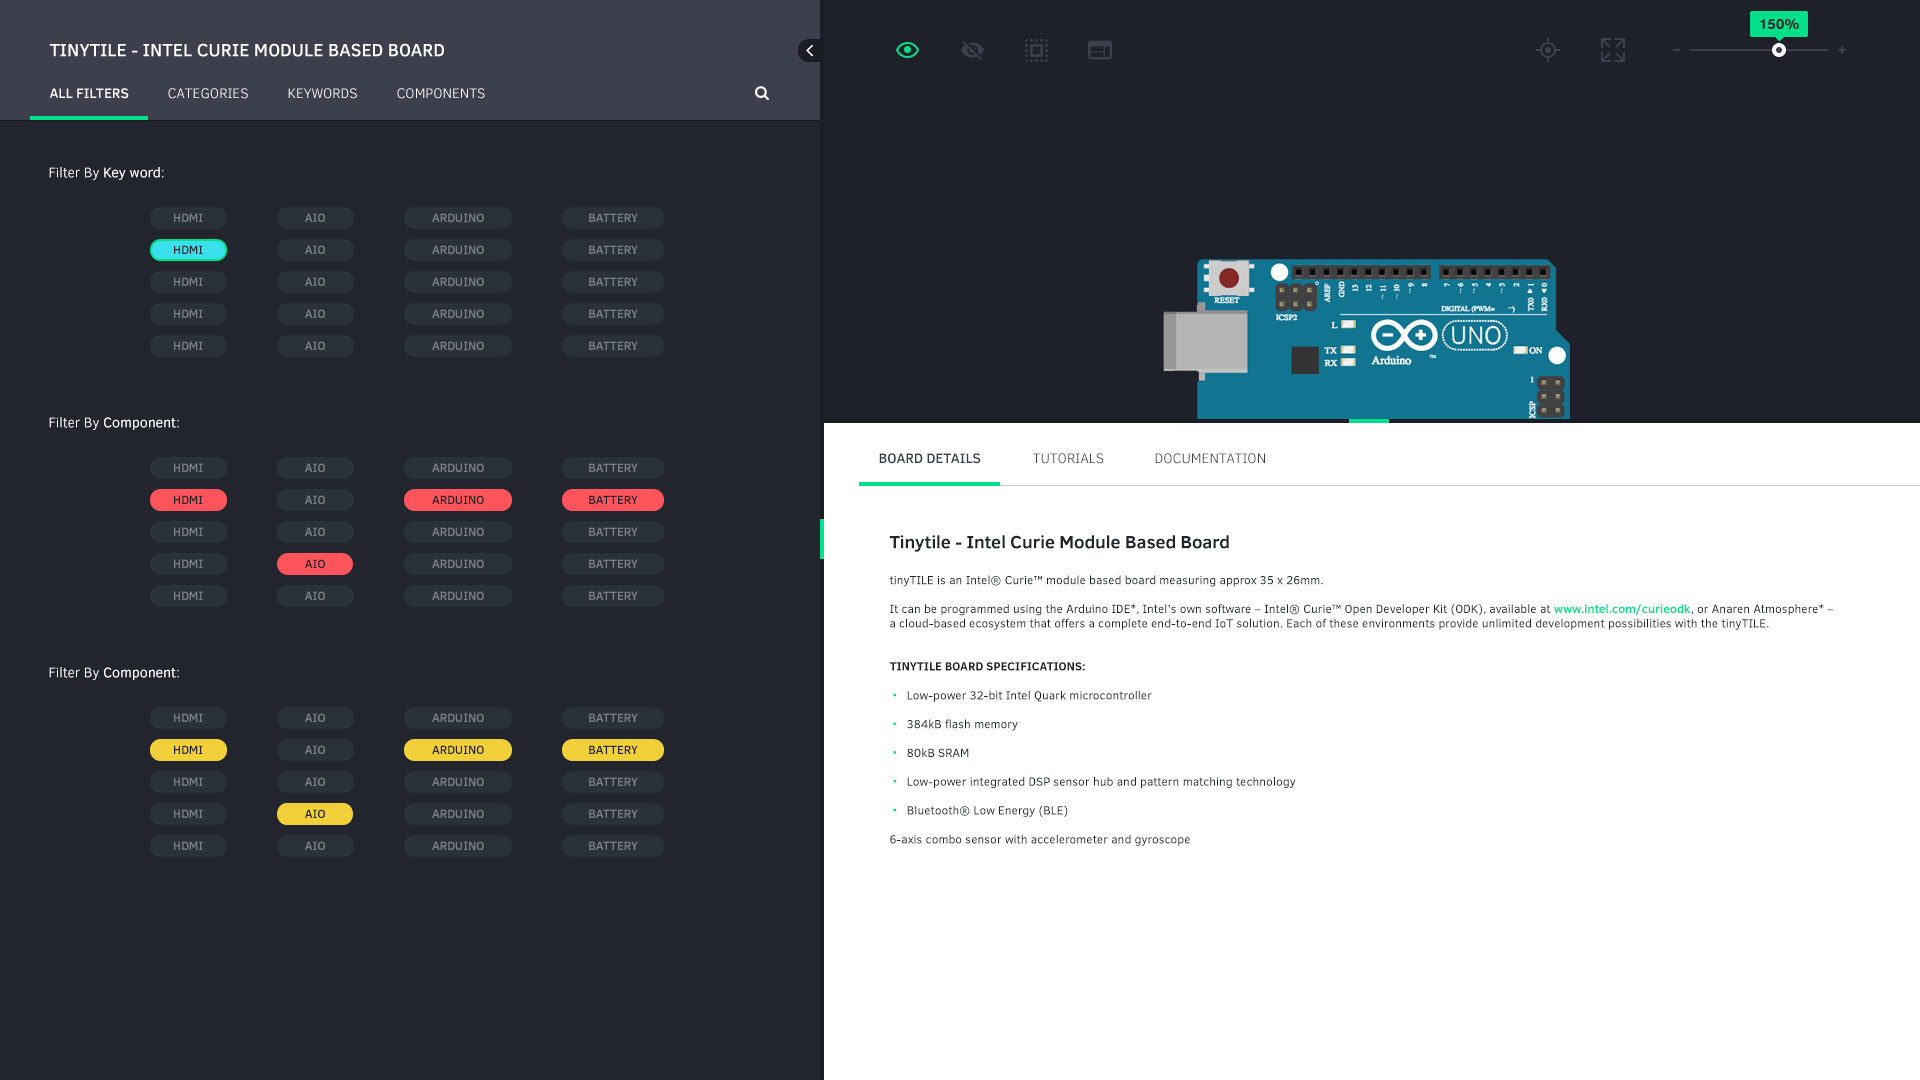 TINYTILE - INTEL CURIE MODULE BASED BOARD
ALL FILTERS CATEGORIES KEYWORDS COMPONENTS
Filter By Key word:
HDMI AIO ARDUINO BATTERY
HDMI AIO ARDUINO BATTERY
HDMI AIO ARDUINO BATTERY
HDMI AIO ARDUINO BATTERY
HDMI AIO ARDUINO BATTERY
Filter By Component:
HDMI AIO ARDUINO BATTERY
HDMI AIO ARDUINO BATTERY
HDMI AIO ARDUINO BATTERY
HDMI AIO ARDUINO BATTERY
HDMI AIO ARDUINO BATTERY
Filter By Component:
HDMI AIO ARDUINO BATTERY
HDMI AIO ARDUINO BATTERY
HDMI AIO ARDUINO BATTERY
HDMI AIO ARDUINO BATTERY
HDMI AIO ARDUINO BATTERY
150%
- +
RESET
ICSP2
AREF
GND
13
12
~11
~10
~9
8
7
~6
~5
4
~3
2
TX0 ▶ 1
RX0 ◀ 0
DIGITAL (PWM=
L
TX
RX
UNO
Arduino ™
ON
1
ICSP
BOARD DETAILS TUTORIALS DOCUMENTATION
Tinytile - Intel Curie Module Based Board
tinyTILE is an Intel® Curie™ module based board measuring approx 35 x 26mm.
It can be programmed using the Arduino IDE*, Intel's own software – Intel® Curie™ Open Developer Kit (ODK), available at www.intel.com/curieodk, or Anaren Atmosphere* –
a cloud-based ecosystem that offers a complete end-to-end IoT solution. Each of these environments provide unlimited development possibilities with the tinyTILE.
TINYTILE BOARD SPECIFICATIONS:
• Low-power 32-bit Intel Quark microcontroller
• 384kB flash memory
• 80kB SRAM
• Low-power integrated DSP sensor hub and pattern matching technology
• Bluetooth® Low Energy (BLE)
6-axis combo sensor with accelerometer and gyroscope